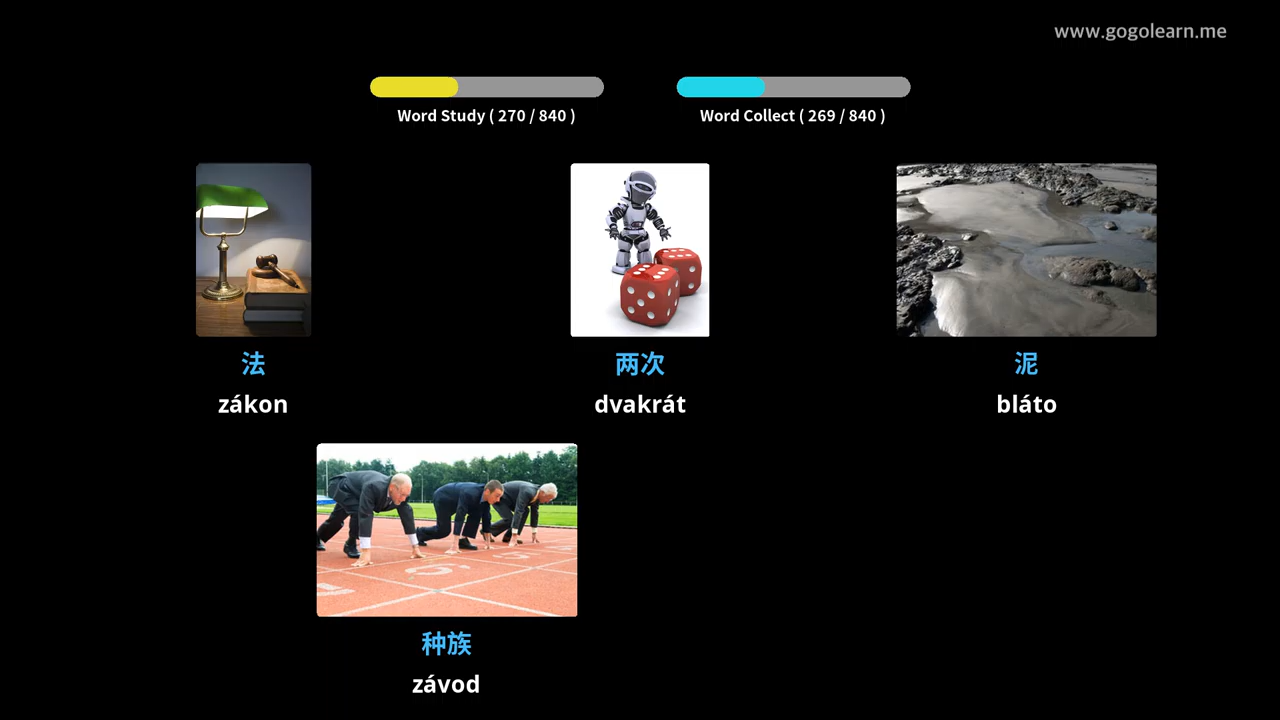 www.gogolearn.me
Word Study ( 270 / 840 )
Word Collect ( 269 / 840 )
法
zákon
两次
dvakrát
泥
bláto
种族
závod